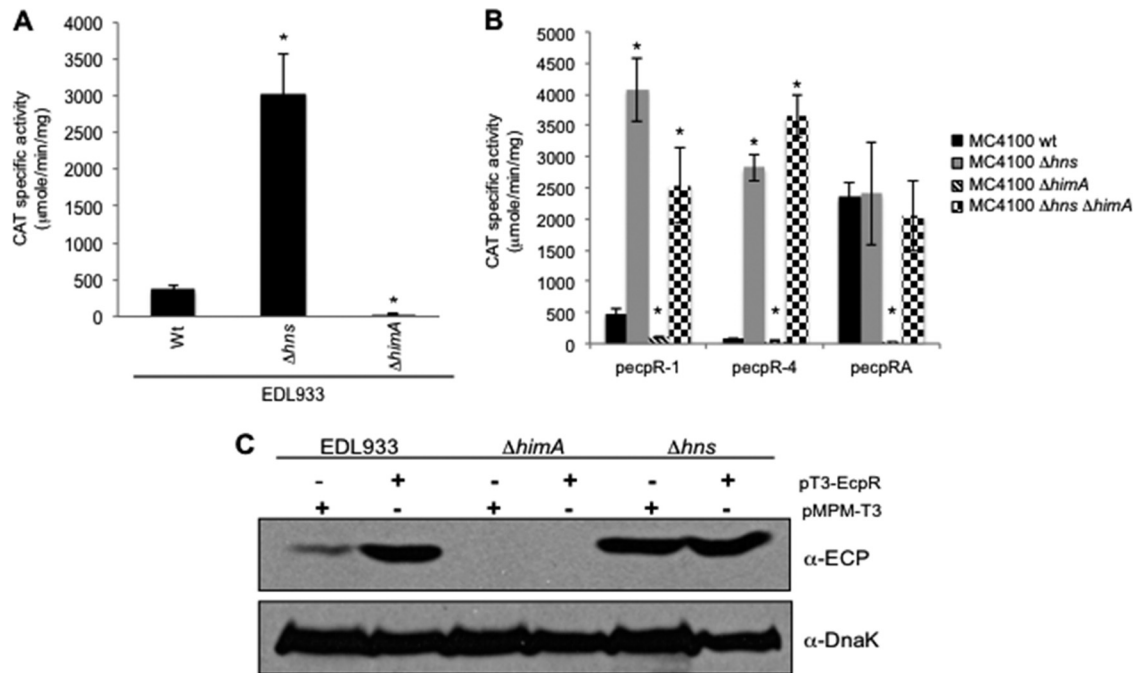 A
CAT specific activity
(μmole/min/mg)
4000
3500
3000
2500
2000
1500
1000
500
0
*
*
Wt
Δhns
ΔhimA
EDL933
B
CAT specific activity
(μmole/min/mg)
5000
4500
4000
3500
3000
2500
2000
1500
1000
500
0
*
*
*
*
*
*
*
pecpR-1
pecpR-4
pecpRA
MC4100 wt
MC4100 Δhns
MC4100 ΔhimA
MC4100 Δhns ΔhimA
C
EDL933 ΔhimA Δhns
- + - + - + pT3-EcpR
+ - + - + - pMPM-T3
α-ECP
α-DnaK